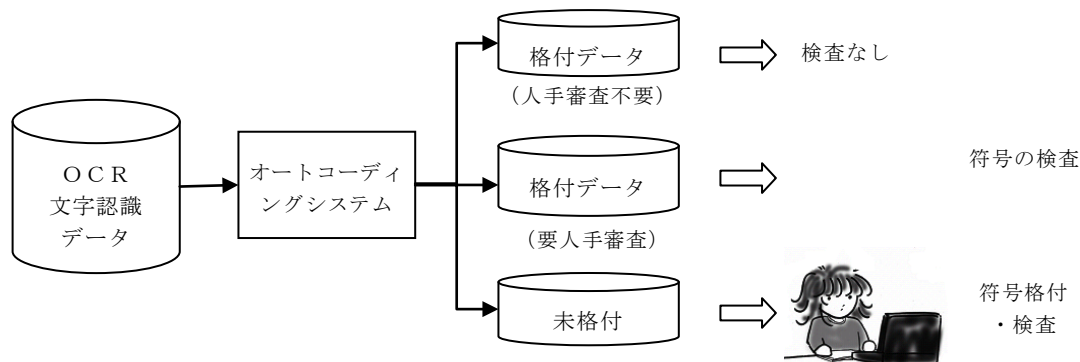 OCR
文字認識
データ
オートコーディ
ングシステム
格付データ
(人手審査不要)
検査なし
格付データ
(要人手審査)
符号の検査
未格付
符号格付
・検査